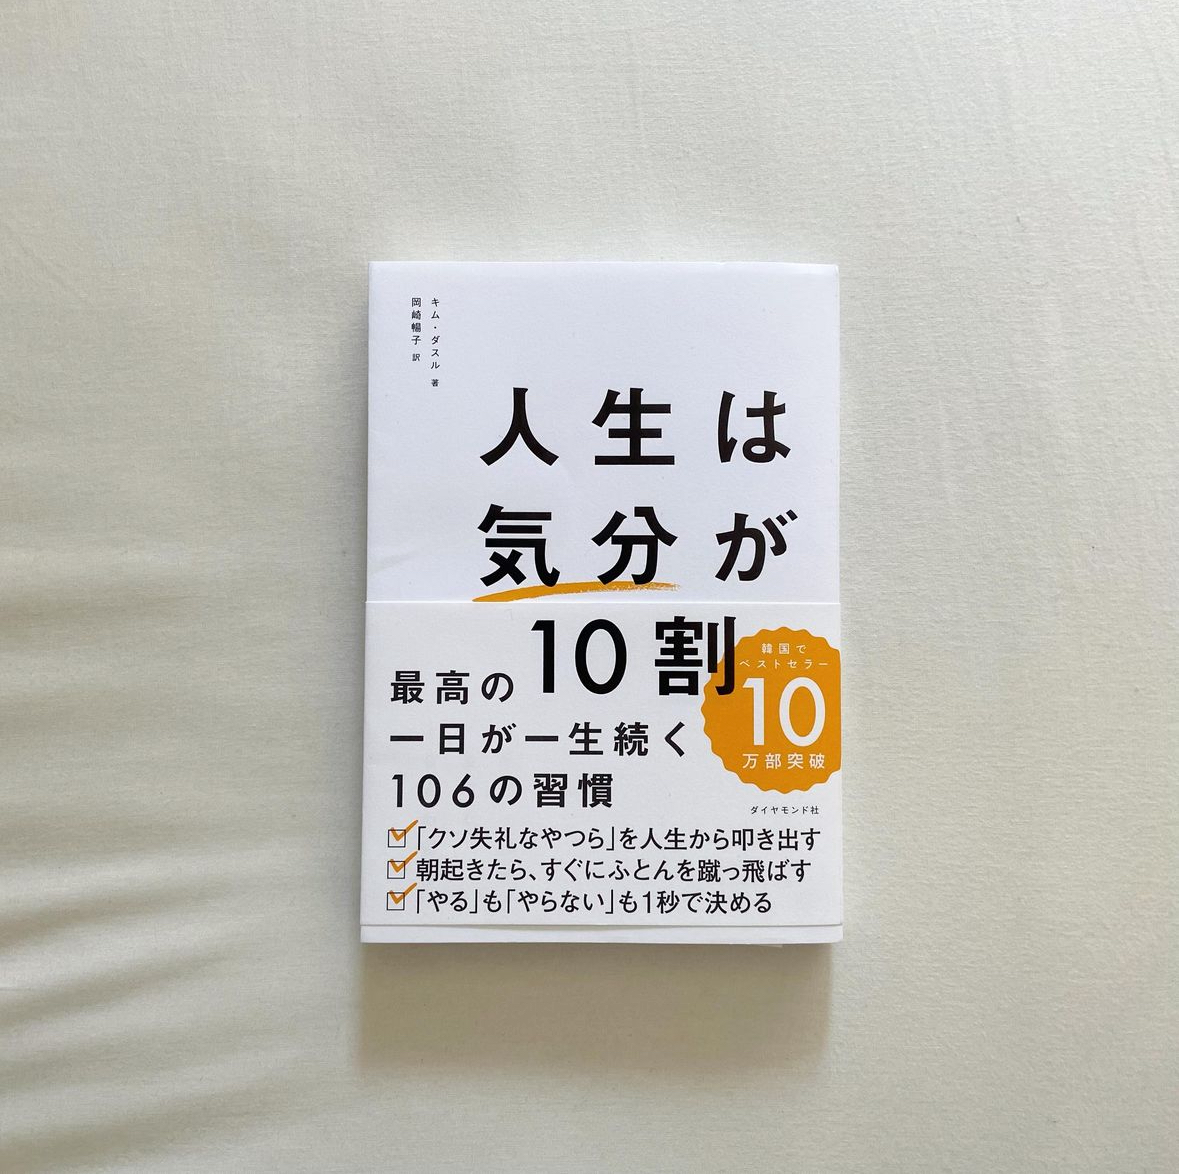 キム・ダスル 著
岡崎暢子 訳
人生は
気分が
10割
最高の
一日が一生続く
106の習慣
韓国で
ベストセラー
10
万部突破
ダイヤモンド社
「クソ失礼なやつら」を人生から叩き出す
朝起きたら、すぐにふとんを蹴っ飛ばす
「やる」も「やらない」も1秒で決める